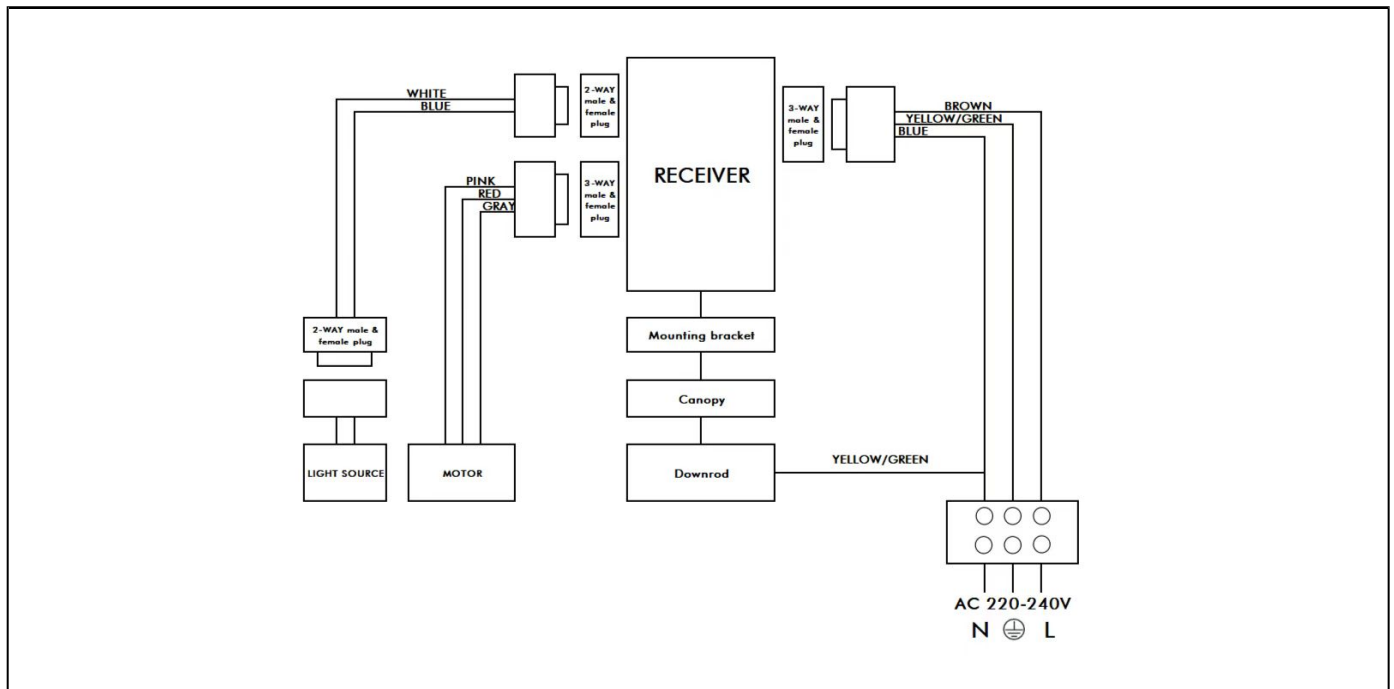 WHITE
BLUE
2-WAY
male &
female
plug
PINK
RED
GRAY
3-WAY
male &
female
plug
RECEIVER
3-WAY
male &
female
plug
BROWN
YELLOW/GREEN
BLUE
2-WAY male &
female plug
LIGHT SOURCE
MOTOR
Mounting bracket
Canopy
Downrod
YELLOW/GREEN
AC 220-240V
N L